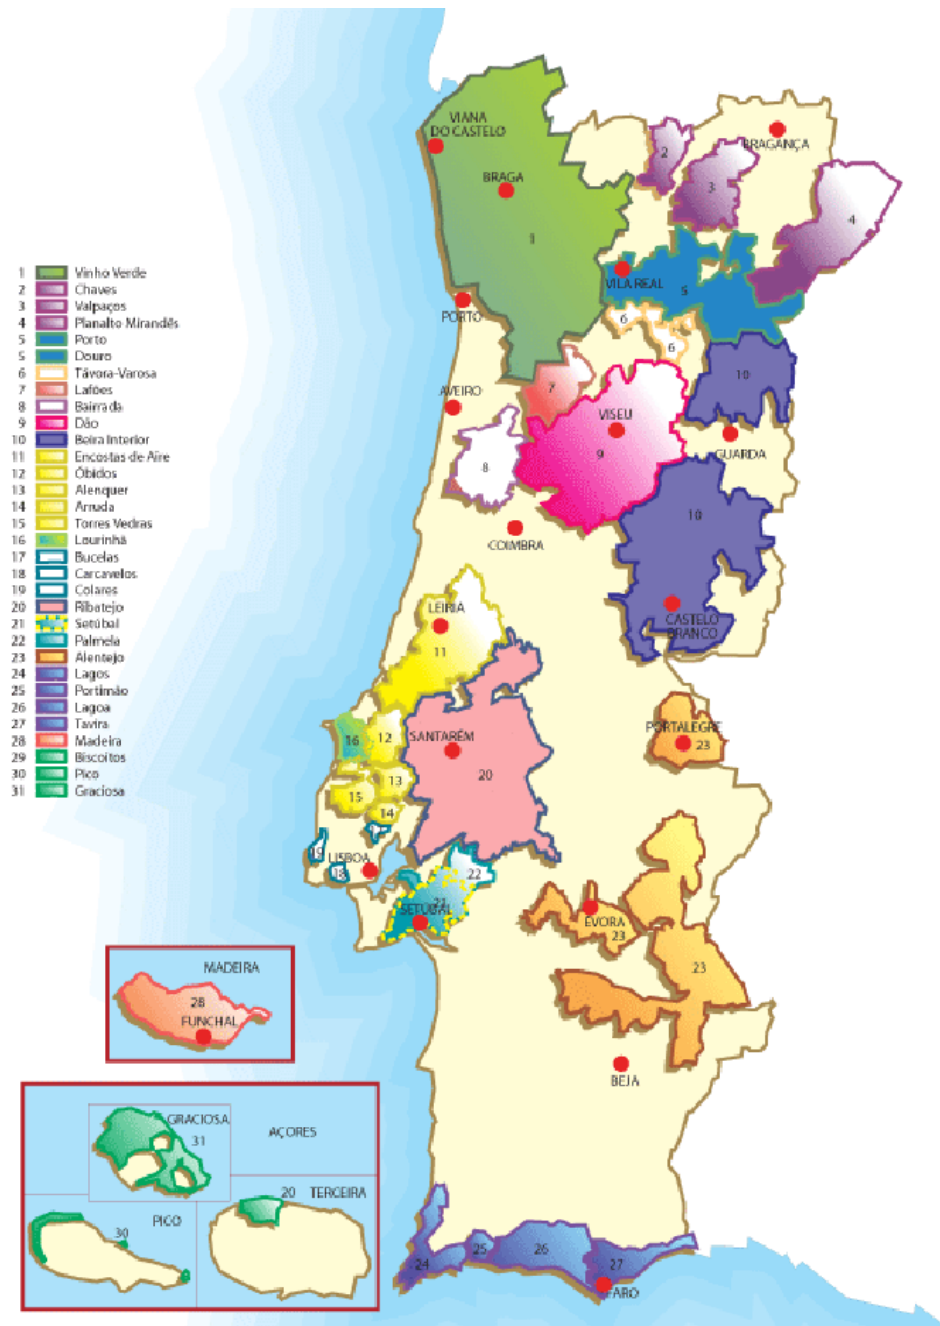 VIANA
DO CASTELO
BRAGANÇA
2
BRAGA
3
4
1
VILA REAL
5
PORTO
6
6
AVEIRO
7
10
VISEU
GUARDA
8
9
10
COIMBRA
LEIRIA
CASTELO
BRANCO
11
PORTALEGRE
23
16
12
SANTARÉM
20
13
15
14
19
LISBOA
18
22
21
SETÚBAL
ÉVORA
23
23
BEJA
24
25
26
27
FARO
1 Vinho Verde
2 Chaves
3 Valpaços
4 Planalto Mirandês
5 Porto
5 Douro
6 Távora-Varosa
7 Lafões
8 Bairrada
9 Dão
10 Beira Interior
11 Encostas de Aire
12 Óbidos
13 Alenquer
14 Arruda
15 Torres Vedras
16 Lourinhã
17 Bucelas
18 Carcavelos
19 Colares
20 Ribatejo
21 Setúbal
22 Palmela
23 Alentejo
24 Lagos
25 Portimão
26 Lagoa
27 Tavira
28 Madeira
29 Biscoitos
30 Pico
31 Graciosa
MADEIRA
28
FUNCHAL
GRACIOSA
31
AÇORES
20 TERCEIRA
PICO
30